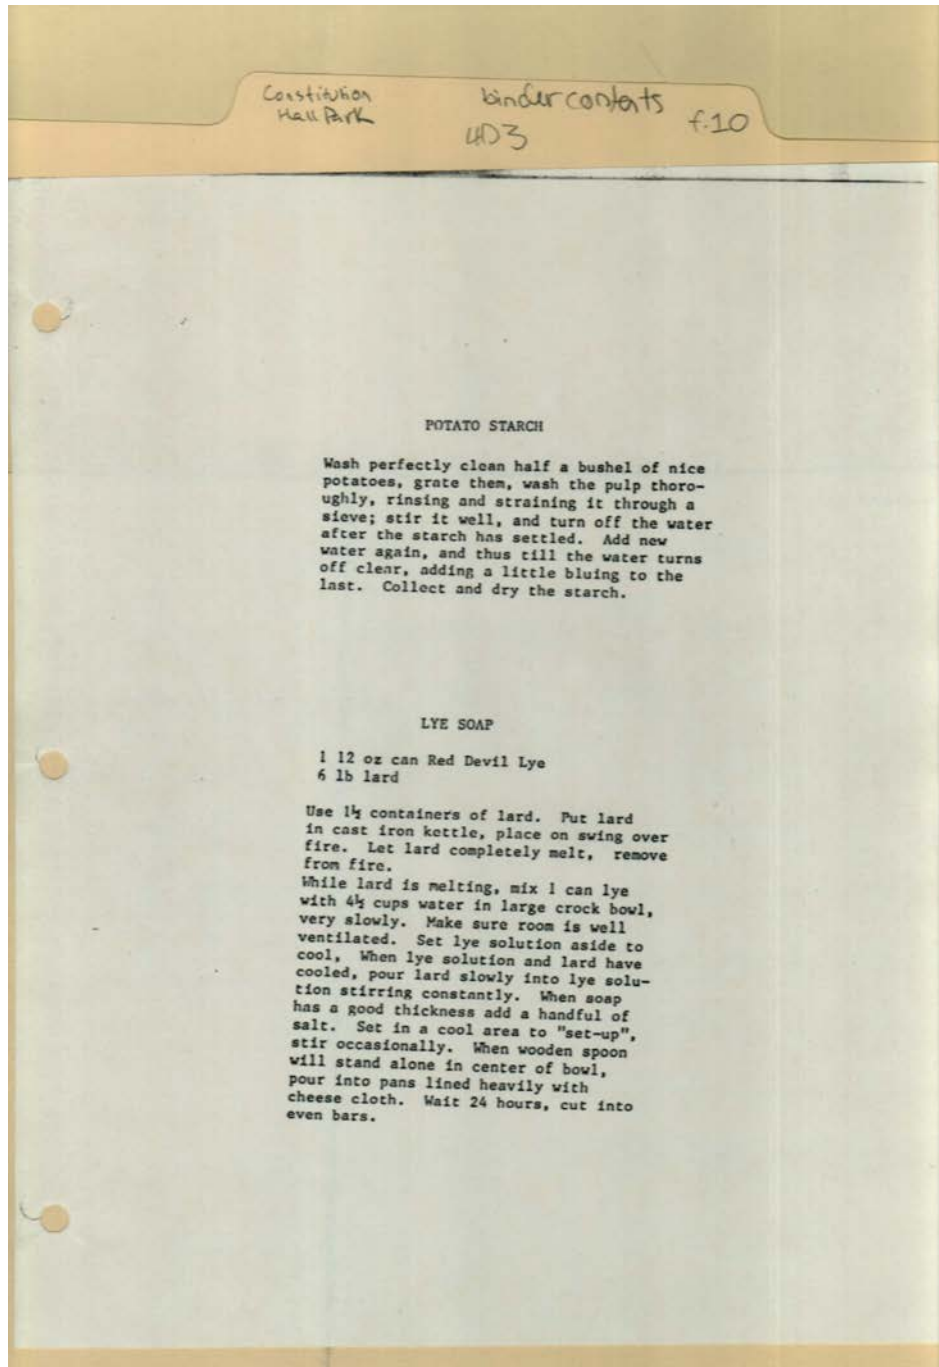 Constitution
Hall Park
binder contents
4D3
f.10
POTATO STARCH
Wash perfectly clean half a bushel of nice
potatoes, grate them, wash the pulp thoro-
ughly, rinsing and straining it through a
sieve; stir it well, and turn off the water
after the starch has settled.  Add new
water again, and thus till the water turns
off clear, adding a little bluing to the
last.  Collect and dry the starch.
LYE SOAP
1 12 oz can Red Devil Lye
6 lb lard
Use 1½ containers of lard.  Put lard
in cast iron kettle, place on swing over
fire.  Let lard completely melt,  remove
from fire.
While lard is melting, mix 1 can lye
with 4½ cups water in large crock bowl,
very slowly.  Make sure room is well
ventilated.  Set lye solution aside to
cool,  When lye solution and lard have
cooled, pour lard slowly into lye solu-
tion stirring constantly.  When soap
has a good thickness add a handful of
salt.  Set in a cool area to "set-up",
stir occasionally.  When wooden spoon
will stand alone in center of bowl,
pour into pans lined heavily with
cheese cloth.  Wait 24 hours, cut into
even bars.